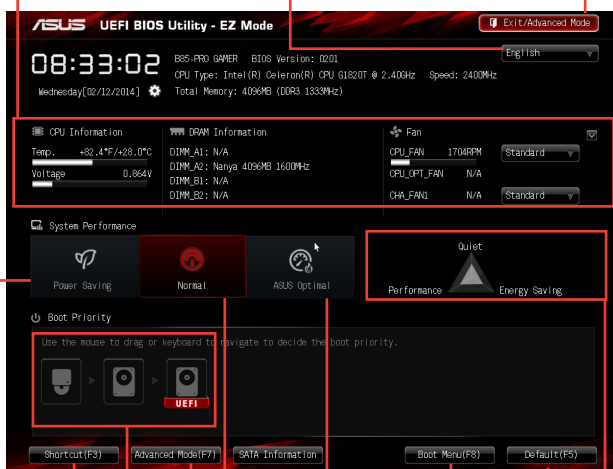 ASUS UEFI BIOS Utility - EZ Mode
Exit/Advanced Mode
08:33:02
Wednesday[02/12/2014]
B85-PRO GAMER BIOS Version: 0201
CPU Type: Intel(R) Celeron(R) CPU G1820T @ 2.40GHz Speed: 2400MHz
Total Memory: 4096MB (DDR3 1333MHz)
English
CPU Information
Temp. +82.4°F/+28.0°C
Voltage 0.864V
DRAM Information
DIMM_A1: N/A
DIMM_A2: Nanya 4096MB 1600MHz
DIMM_B1: N/A
DIMM_B2: N/A
Fan
CPU_FAN 1704RPM Standard
CPU_OPT_FAN N/A
CHA_FAN1 N/A Standard
System Performance
Power Saving
Normal
ASUS Optimal
Quiet
Performance
Energy Saving
Boot Priority
Use the mouse to drag or keyboard to navigate to decide the boot priority.
UEFI
Shortcut(F3)
Advanced Mode(F7)
SATA Information
Boot Menu(F8)
Default(F5)